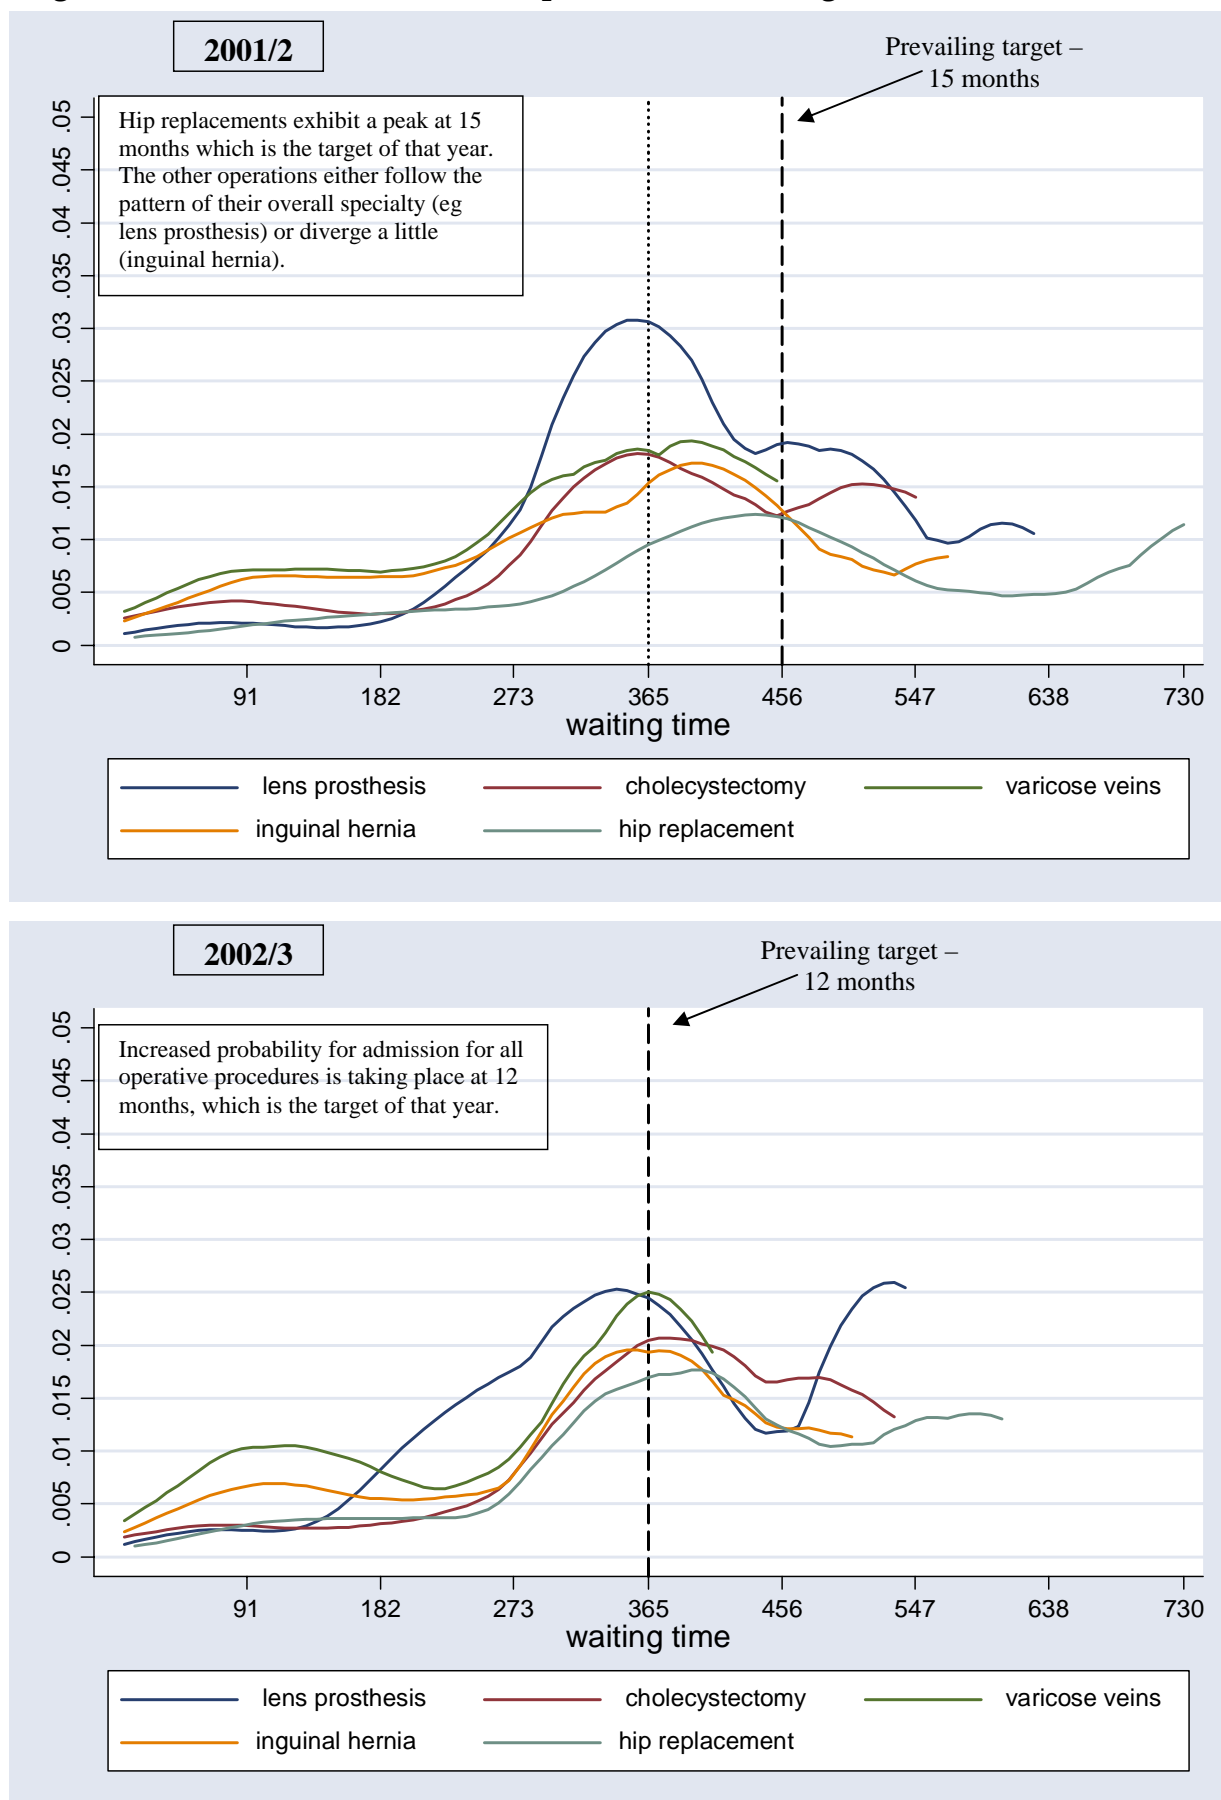 2001/2
Prevailing target –
15 months
Hip replacements exhibit a peak at 15
months which is the target of that year.
The other operations either follow the
pattern of their overall specialty (eg
lens prosthesis) or diverge a little
(inguinal hernia).
.05
.045
.04
.035
.03
.025
.02
.015
.01
.005
0
91 182 273 365 456 547 638 730
waiting time
lens prosthesis cholecystectomy varicose veins
inguinal hernia hip replacement
2002/3
Prevailing target –
12 months
Increased probability for admission for all
operative procedures is taking place at 12
months, which is the target of that year.
.05
.045
.04
.035
.03
.025
.02
.015
.01
.005
0
91 182 273 365 456 547 638 730
waiting time
lens prosthesis cholecystectomy varicose veins
inguinal hernia hip replacement